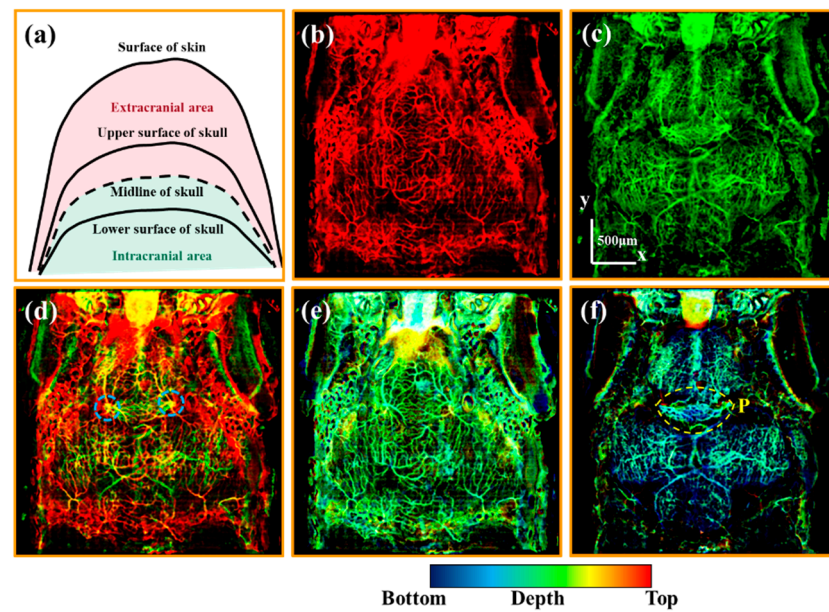 (a)
Surface of skin
Extracranial area
Upper surface of skull
Midline of skull
Lower surface of skull
Intracranial area
(b)
(c)
y
500μm
x
(d)
(e)
(f)
P
Bottom Depth Top